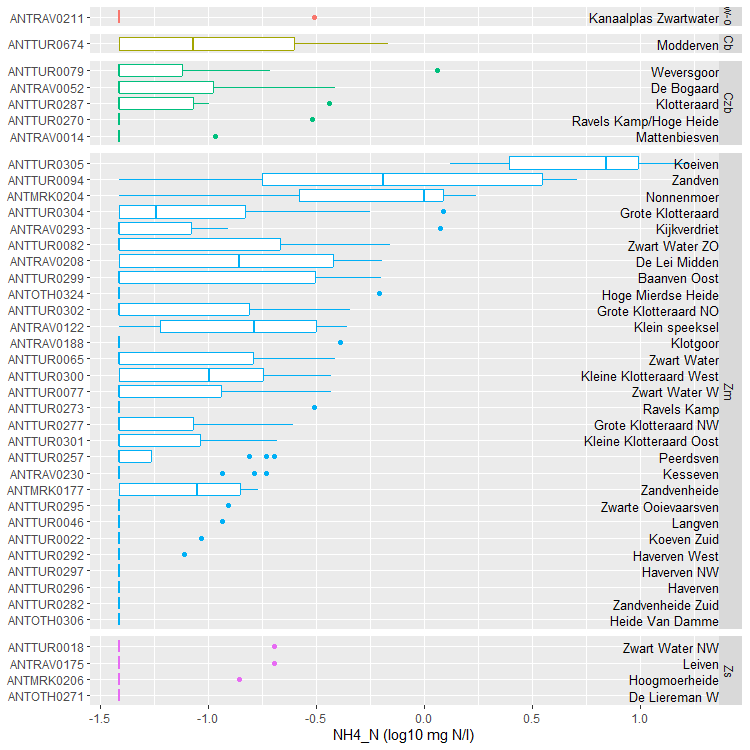 ANTRAV0211 Kanaalplas Zwartwater
ANTTUR0674 Modderven Cb
ANTTUR0079 Weversgoor
ANTRAV0052 De Bogaard
ANTTUR0287 Klotteraard Czb
ANTTUR0270 Ravels Kamp/Hoge Heide
ANTRAV0014 Mattenbiesven
ANTTUR0305 Koeiven
ANTTUR0094 Zandven
ANTMRK0204 Nonnenmoer
ANTTUR0304 Grote Klotteraard
ANTRAV0293 Kijkverdriet
ANTTUR0082 Zwart Water ZO
ANTRAV0208 De Lei Midden
ANTTUR0299 Baanven Oost
ANTOTH0324 Hoge Mierdse Heide
ANTTUR0302 Grote Klotteraard NO
ANTRAV0122 Klein speeksel
ANTRAV0188 Klotgoor
ANTTUR0065 Zwart Water
ANTTUR0300 Kleine Klotteraard West
ANTTUR0077 Zwart Water W Zm
ANTTUR0273 Ravels Kamp
ANTTUR0277 Grote Klotteraard NW
ANTTUR0301 Kleine Klotteraard Oost
ANTTUR0257 Peerdsven
ANTRAV0230 Kesseven
ANTMRK0177 Zandvenheide
ANTTUR0295 Zwarte Ooievaarsven
ANTTUR0046 Langven
ANTTUR0022 Koeven Zuid
ANTTUR0292 Haverven West
ANTTUR0297 Haverven NW
ANTTUR0296 Haverven
ANTTUR0282 Zandvenheide Zuid
ANTOTH0306 Heide Van Damme
ANTTUR0018 Zwart Water NW
ANTRAV0175 Leiven Zs
ANTMRK0206 Hoogmoerheide
ANTOTH0271 De Liereman W
-1.5 -1.0 -0.5 0.0 0.5 1.0
NH4_N (log10 mg N/l)